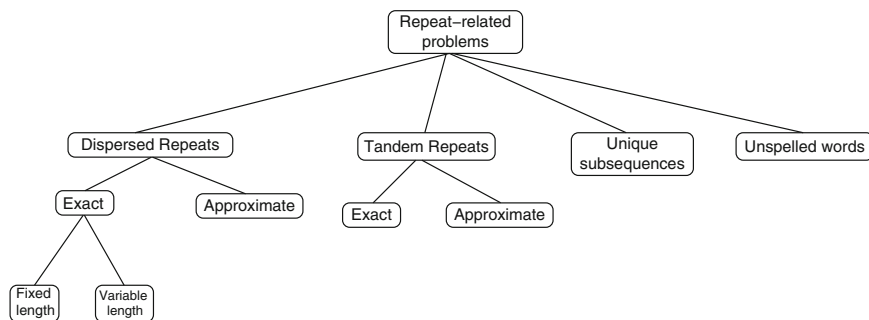 Repeat-related
problems
Dispersed Repeats
Tandem Repeats
Unique
subsequences
Unspelled words
Exact
Approximate
Exact
Approximate
Fixed
length
Variable
length